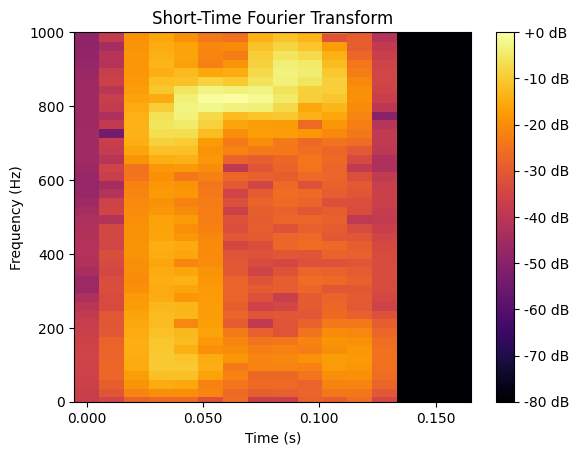 Short-Time Fourier Transform
Frequency (Hz)
1000
800
600
400
200
0
0.000
0.050
0.100
0.150
Time (s)
+0 dB
-10 dB
-20 dB
-30 dB
-40 dB
-50 dB
-60 dB
-70 dB
-80 dB